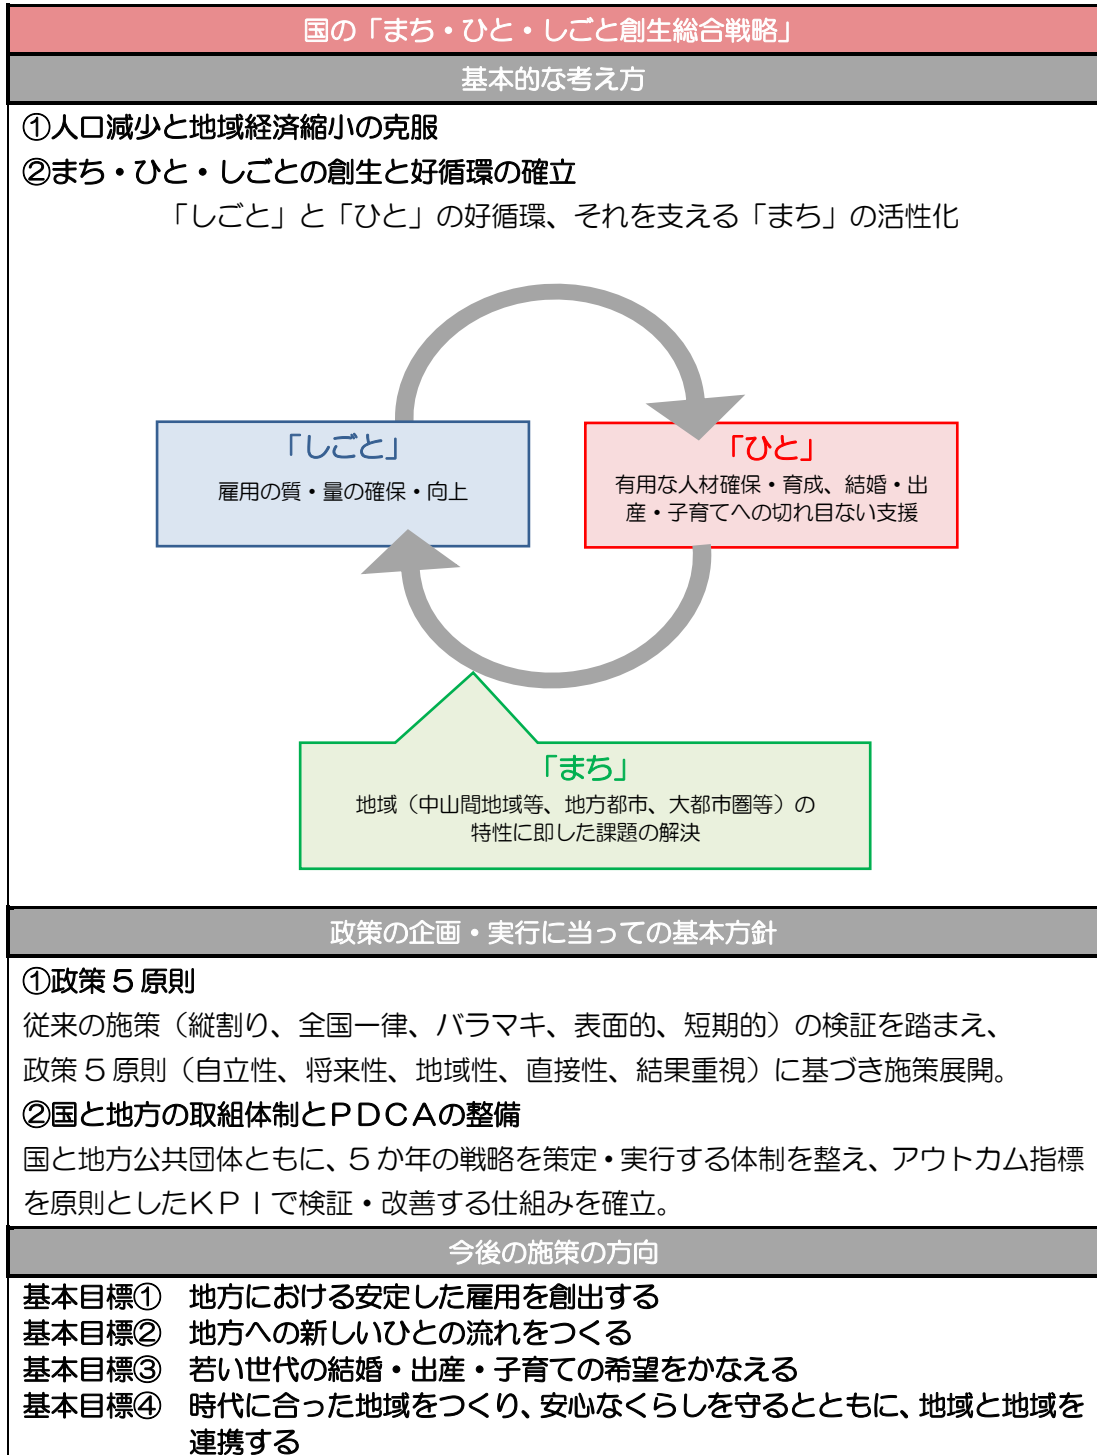 国の「まち・ひと・しごと創生総合戦略」
基本的な考え方
①人口減少と地域経済縮小の克服
②まち・ひと・しごとの創生と好循環の確立
「しごと」と「ひと」の好循環、それを支える「まち」の活性化
「しごと」
雇用の質・量の確保・向上
「ひと」
有用な人材確保・育成、結婚・出
産・子育てへの切れ目ない支援
「まち」
地域（中山間地域等、地方都市、大都市圏等）の
特性に即した課題の解決
政策の企画・実行に当っての基本方針
①政策５原則
従来の施策（縦割り、全国一律、バラマキ、表面的、短期的）の検証を踏まえ、
政策５原則（自立性、将来性、地域性、直接性、結果重視）に基づき施策展開。
②国と地方の取組体制とＰＤＣＡの整備
国と地方公共団体ともに、５か年の戦略を策定・実行する体制を整え、アウトカム指標
を原則としたＫＰＩで検証・改善する仕組みを確立。
今後の施策の方向
基本目標①　地方における安定した雇用を創出する
基本目標②　地方への新しいひとの流れをつくる
基本目標③　若い世代の結婚・出産・子育ての希望をかなえる
基本目標④　時代に合った地域をつくり、安心なくらしを守るとともに、地域と地域を
連携する